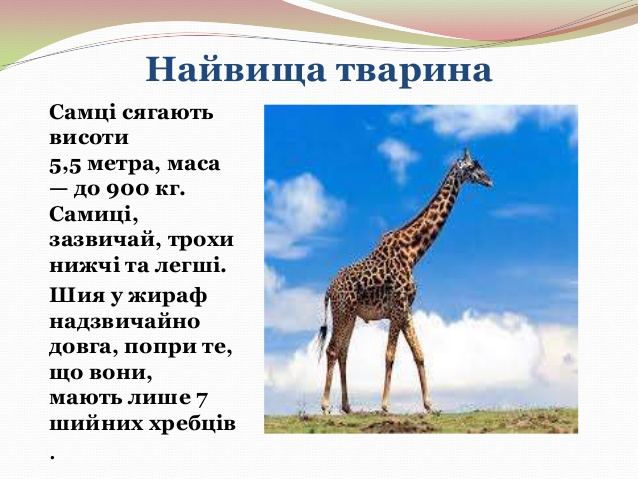 Найвища тварина
Самці сягають
висоти
5,5 метра, маса
— до 900 кг.
Самиці,
зазвичай, трохи
нижчі та легші.
Шия у жираф
надзвичайно
довга, попри те,
що вони,
мають лише 7
шийних хребців
.